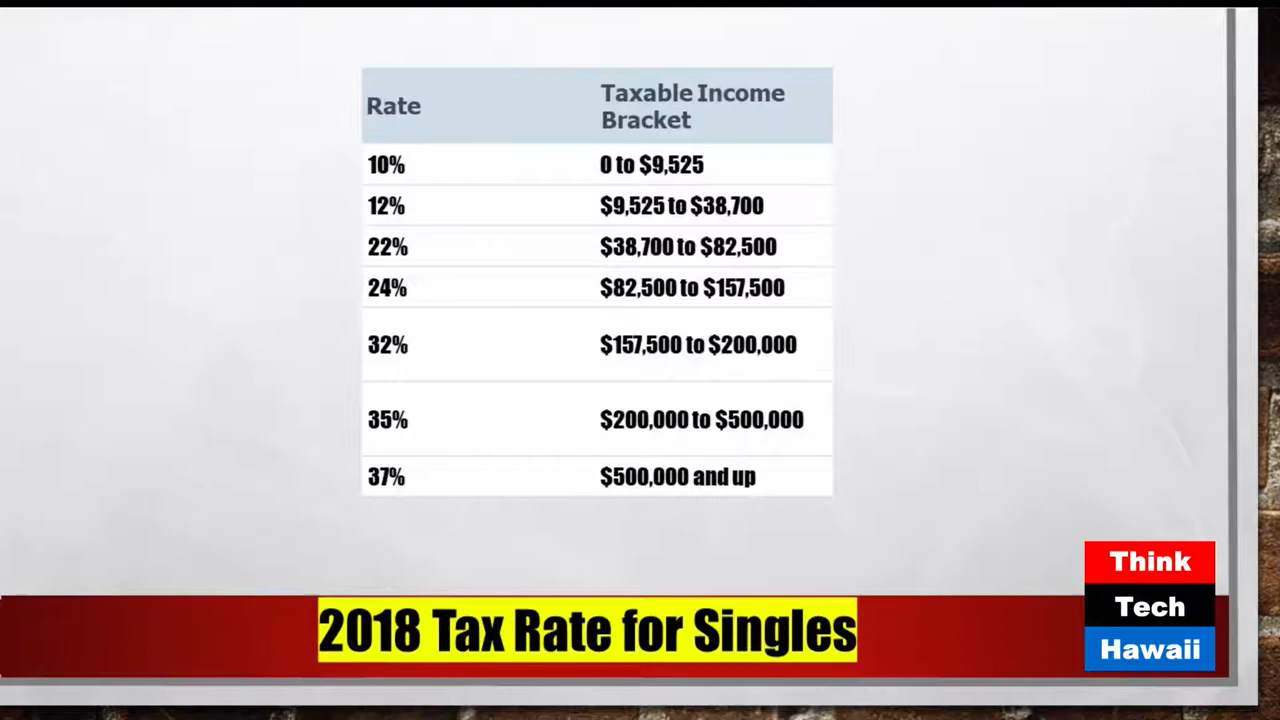 Rate
Taxable Income
Bracket
10%
0 to $9,525
12%
$9,525 to $38,700
22%
$38,700 to $82,500
24%
$82,500 to $157,500
32%
$157,500 to $200,000
35%
$200,000 to $500,000
37%
$500,000 and up
2018 Tax Rate for Singles
Think
Tech
Hawaii